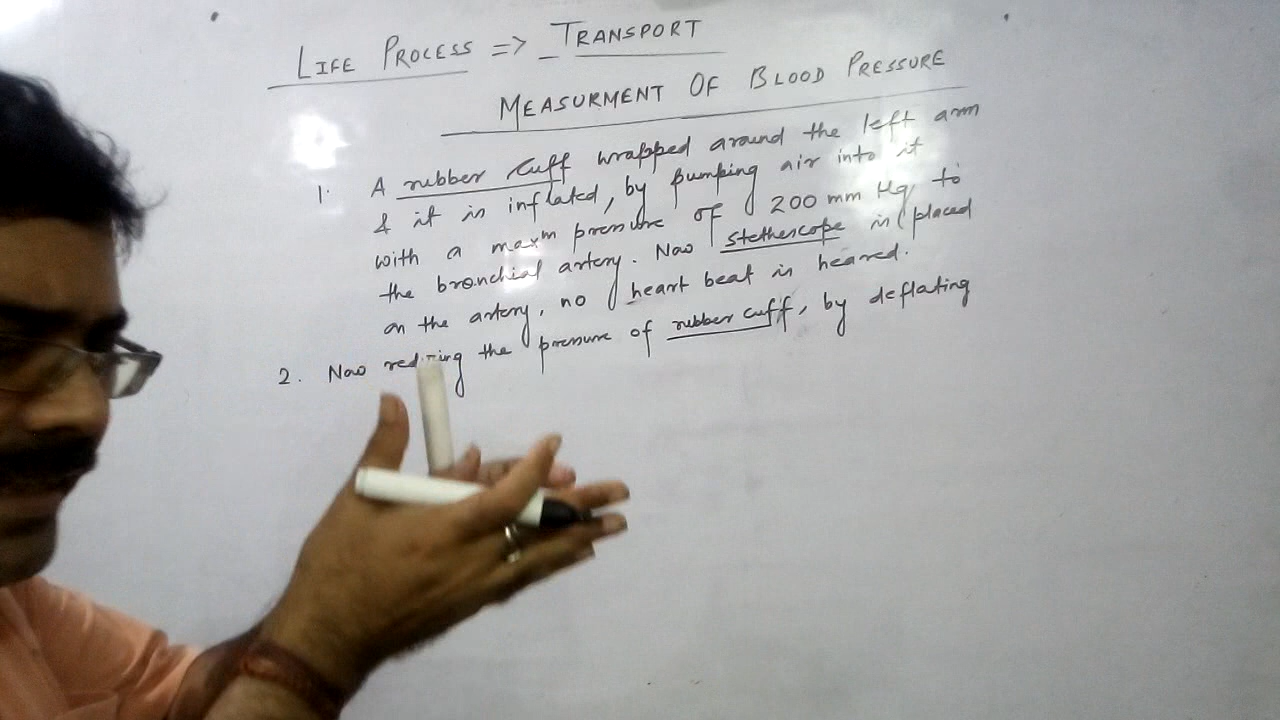 LIFE PROCESS => TRANSPORT
MEASURMENT OF BLOOD PRESSURE
1. A rubber cuff wrapped around the left arm
& it is inflated, by pumping air into it
with a maxm pressure of 200 mm Hg, to
the bronchial artery. Now stethescope is placed
on the artery, no heart beat is heared.
2. Now the pressure of rubber cuff, by deflating